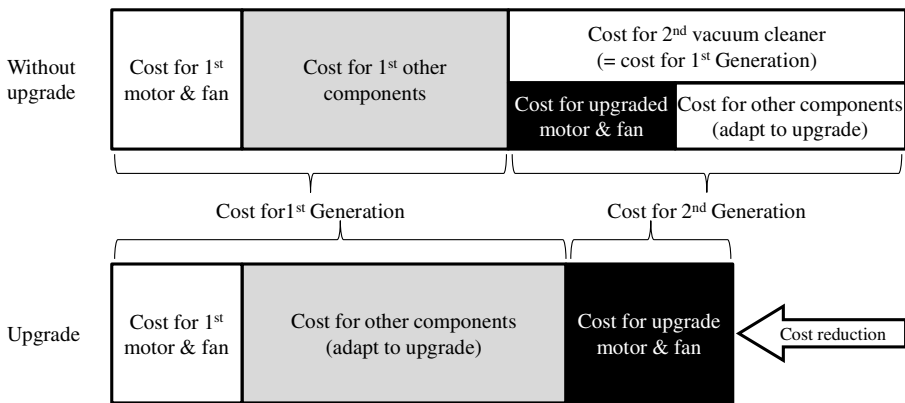 Without
upgrade
Cost for 1st
motor & fan
Cost for 1st other
components
Cost for 2nd vacuum cleaner
(= cost for 1st Generation)
Cost for upgraded
motor & fan
Cost for other components
(adapt to upgrade)
Cost for1st Generation
Cost for 2nd Generation
Upgrade
Cost for 1st
motor & fan
Cost for other components
(adapt to upgrade)
Cost for upgrade
motor & fan
Cost reduction